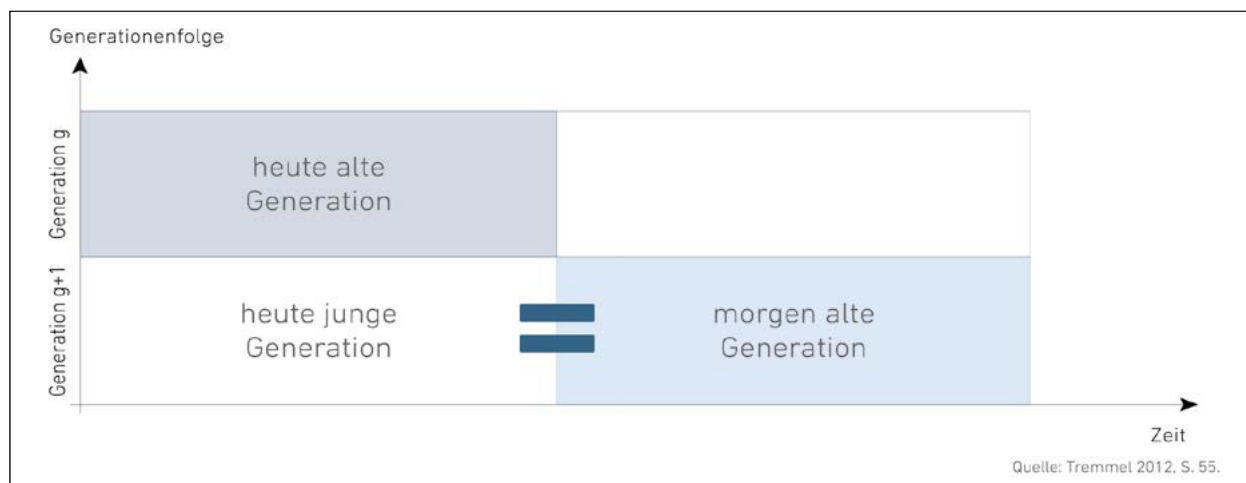 Generationenfolge
Generation g
heute alte
Generation
Generation g+1
heute junge
Generation
morgen alte
Generation
Zeit
Quelle: Tremmel 2012, S. 55.